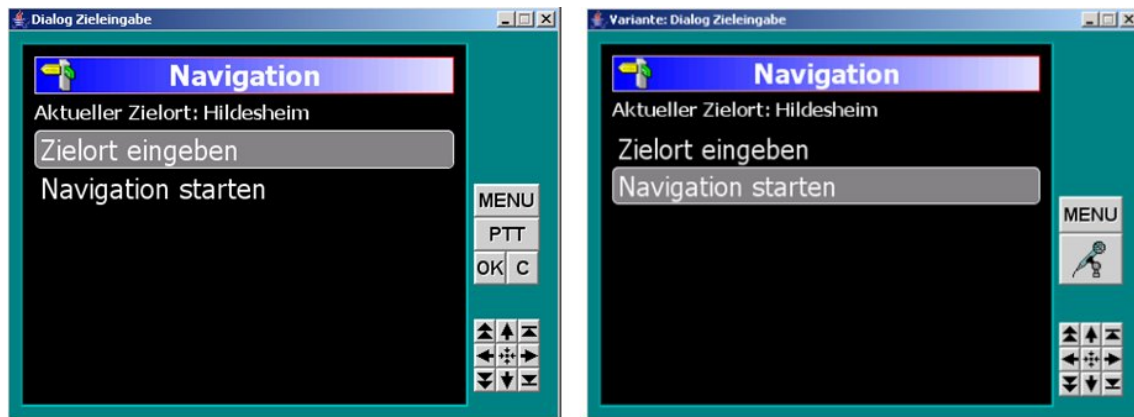 Dialog Zieleingabe
Navigation
Aktueller Zielort: Hildesheim
Zielort eingeben
Navigation starten
MENU
PTT
OK C
Variante: Dialog Zieleingabe
Navigation
Aktueller Zielort: Hildesheim
Zielort eingeben
Navigation starten
MENU